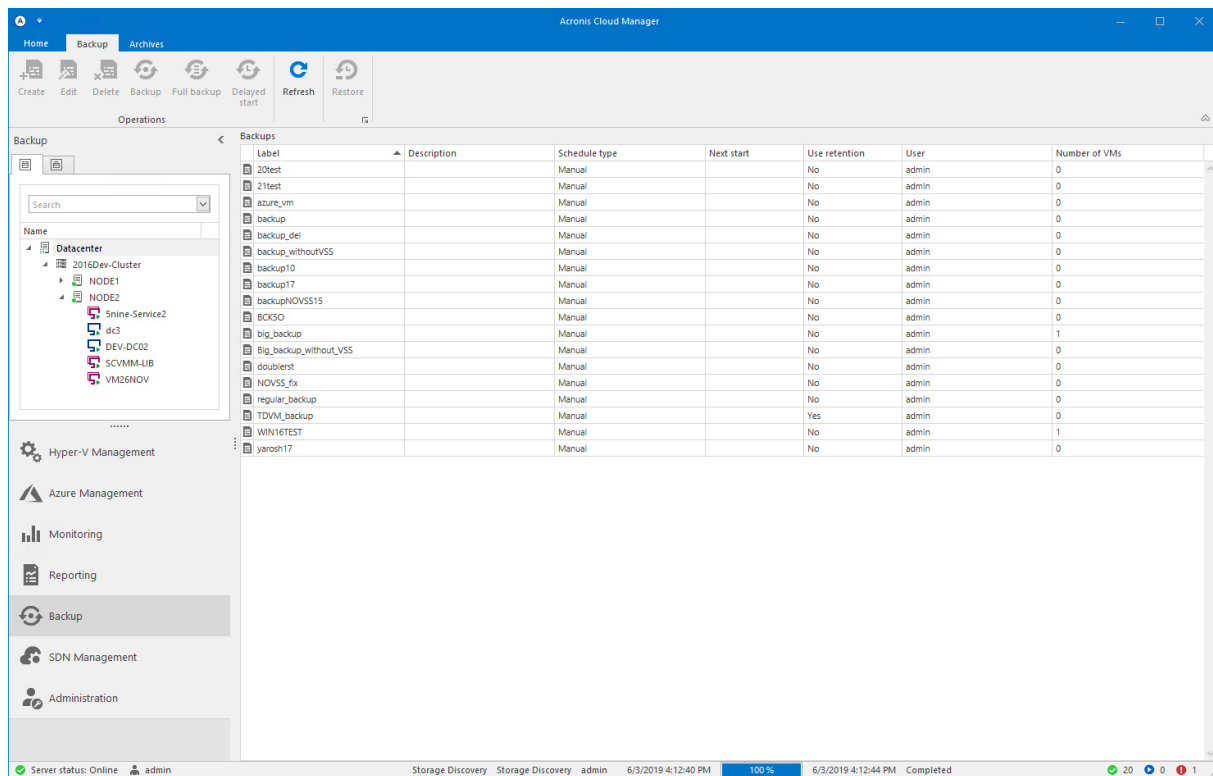 Acronis Cloud Manager
Home Backup Archives
Create Edit Delete Backup Full backup Delayed start Refresh Restore
Operations
Backup
Search
Name
Datacenter
2016Dev-Cluster
NODE1
NODE2
5nine-Service2
dc3
DEV-DC02
SCVMM-LIB
VM26NOV
Hyper-V Management
Azure Management
Monitoring
Reporting
Backup
SDN Management
Administration
Backups
Label Description Schedule type Next start Use retention User Number of VMs
20test Manual No admin 0
21test Manual No admin 0
azure_vm Manual No admin 0
backup Manual No admin 0
backup_del Manual No admin 0
backup_withoutVSS Manual No admin 0
backup10 Manual No admin 0
backup17 Manual No admin 0
backupNOVSS15 Manual No admin 0
BCK5O Manual No admin 0
big_backup Manual No admin 1
Big_backup_without_VSS Manual No admin 0
doublerst Manual No admin 0
NOVSS_fix Manual No admin 0
regular_backup Manual No admin 0
TDVM_backup Manual Yes admin 0
WIN16TEST Manual No admin 1
yarosh17 Manual No admin 0
Server status: Online admin Storage Discovery Storage Discovery admin 6/3/2019 4:12:40 PM 100 % 6/3/2019 4:12:44 PM Completed 20 0 1